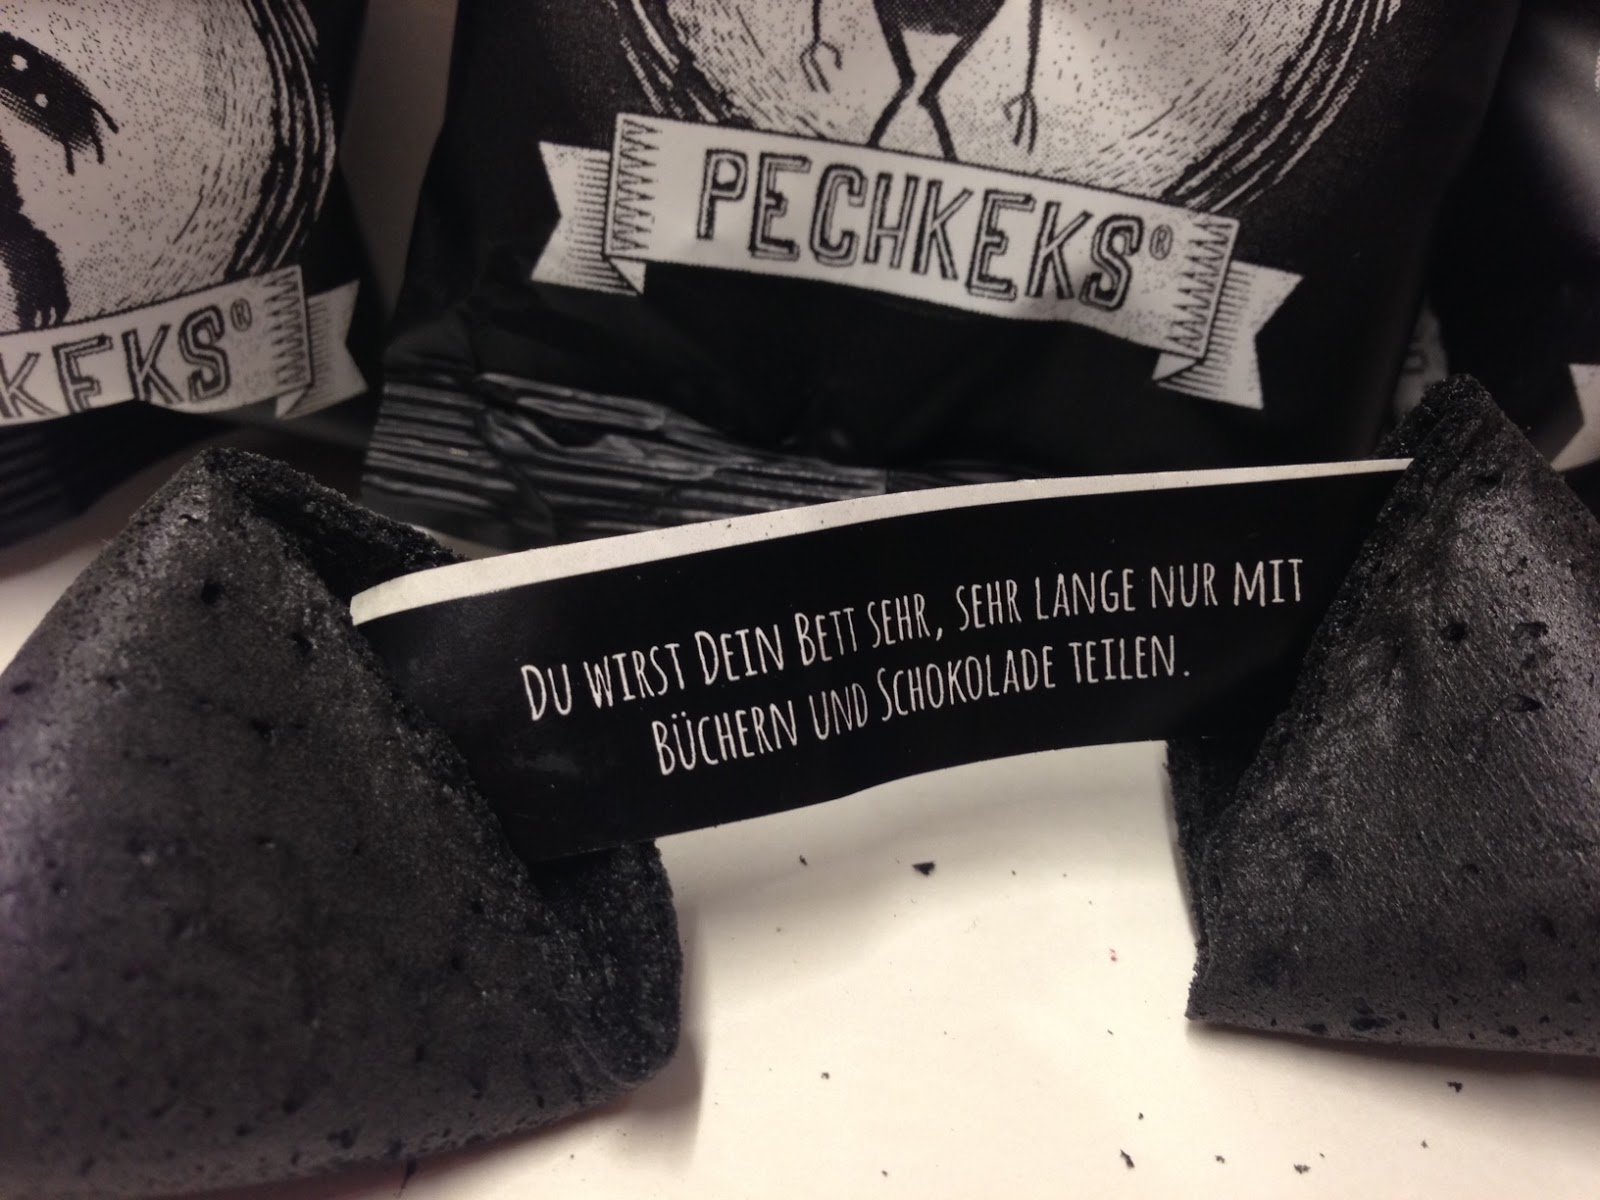 PECHKEKS®
KEKS®
Du wirst Dein Bett sehr, sehr lange nur mit
Büchern und Schokolade teilen.